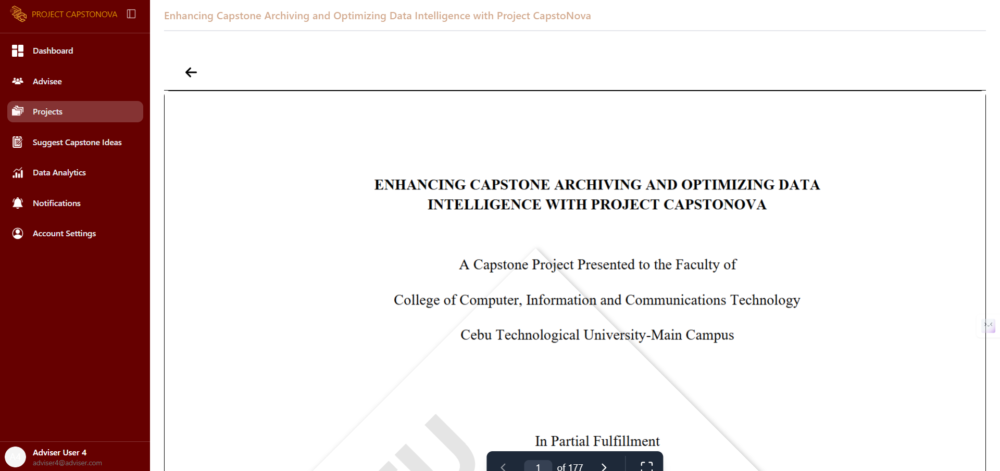 PROJECT CAPSTONOVA
Dashboard
Advisee
Projects
Suggest Capstone Ideas
Data Analytics
Notifications
Account Settings
A4
Adviser User 4
adviser4@adviser.com
Enhancing Capstone Archiving and Optimizing Data Intelligence with Project CapstoNova
ENHANCING CAPSTONE ARCHIVING AND OPTIMIZING DATA
INTELLIGENCE WITH PROJECT CAPSTONOVA
A Capstone Project Presented to the Faculty of
College of Computer, Information and Communications Technology
Cebu Technological University-Main Campus
In Partial Fulfillment
1 of 177